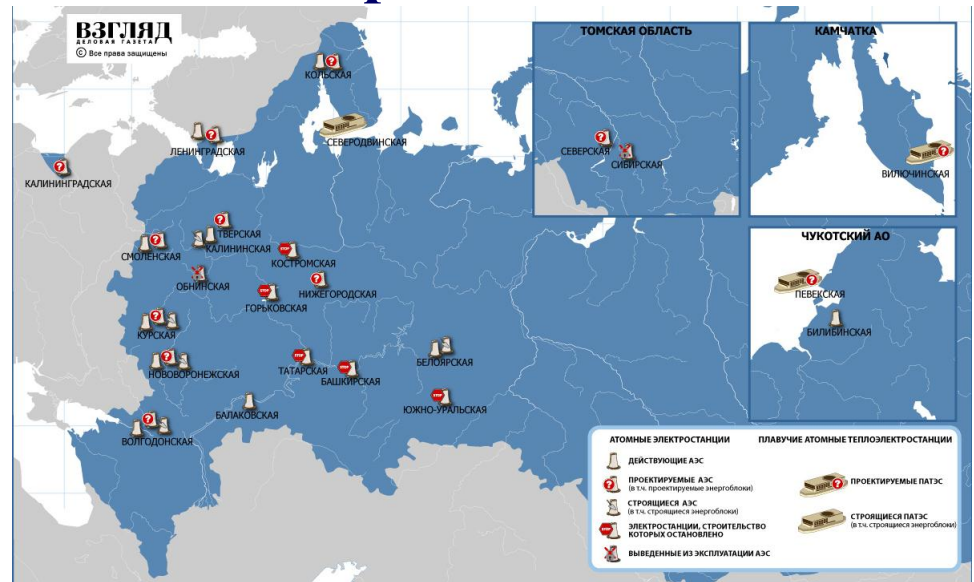 ВЗГЛЯД
ДЕЛОВАЯ ГАЗЕТА
© Все права защищены
КОЛЬСКАЯ
ЛЕНИНГРАДСКАЯ
СЕВЕРОДВИНСКАЯ
КАЛИНИНГРАДСКАЯ
ТВЕРСКАЯ
КАЛИНИНСКАЯ
СМОЛЕНСКАЯ
КОСТРОМСКАЯ
ОБНИНСКАЯ
НИЖЕГОРОДСКАЯ
ГОРЬКОВСКАЯ
КУРСКАЯ
НОВОВОРОНЕЖСКАЯ
ТАТАРСКАЯ
БАШКИРСКАЯ
БЕЛОЯРСКАЯ
БАЛАКОВСКАЯ
ЮЖНО-УРАЛЬСКАЯ
ВОЛГОДОНСКАЯ
ТОМСКАЯ ОБЛАСТЬ
СЕВЕРСКАЯ
СИБИРСКАЯ
КАМЧАТКА
ВИЛЮЧИНСКАЯ
ЧУКОТСКИЙ АО
ПЕВЕКСКАЯ
БИЛИБИНСКАЯ
АТОМНЫЕ ЭЛЕКТРОСТАНЦИИ
ДЕЙСТВУЮЩИЕ АЭС
ПРОЕКТИРУЕМЫЕ АЭС
(в т.ч. проектируемые энергоблоки)
СТРОЯЩИЕСЯ АЭС
(в т.ч. строящиеся энергоблоки)
STOP
ЭЛЕКТРОСТАНЦИИ, СТРОИТЕЛЬСТВО
КОТОРЫХ ОСТАНОВЛЕНО
ВЫВЕДЕННЫЕ ИЗ ЭКСПЛУАТАЦИИ АЭС
ПЛАВУЧИЕ АТОМНЫЕ ТЕПЛОЭЛЕКТРОСТАНЦИИ
ПРОЕКТИРУЕМЫЕ ПАТЭС
СТРОЯЩИЕСЯ ПАТЭС
(в т.ч. строящиеся энергоблоки)